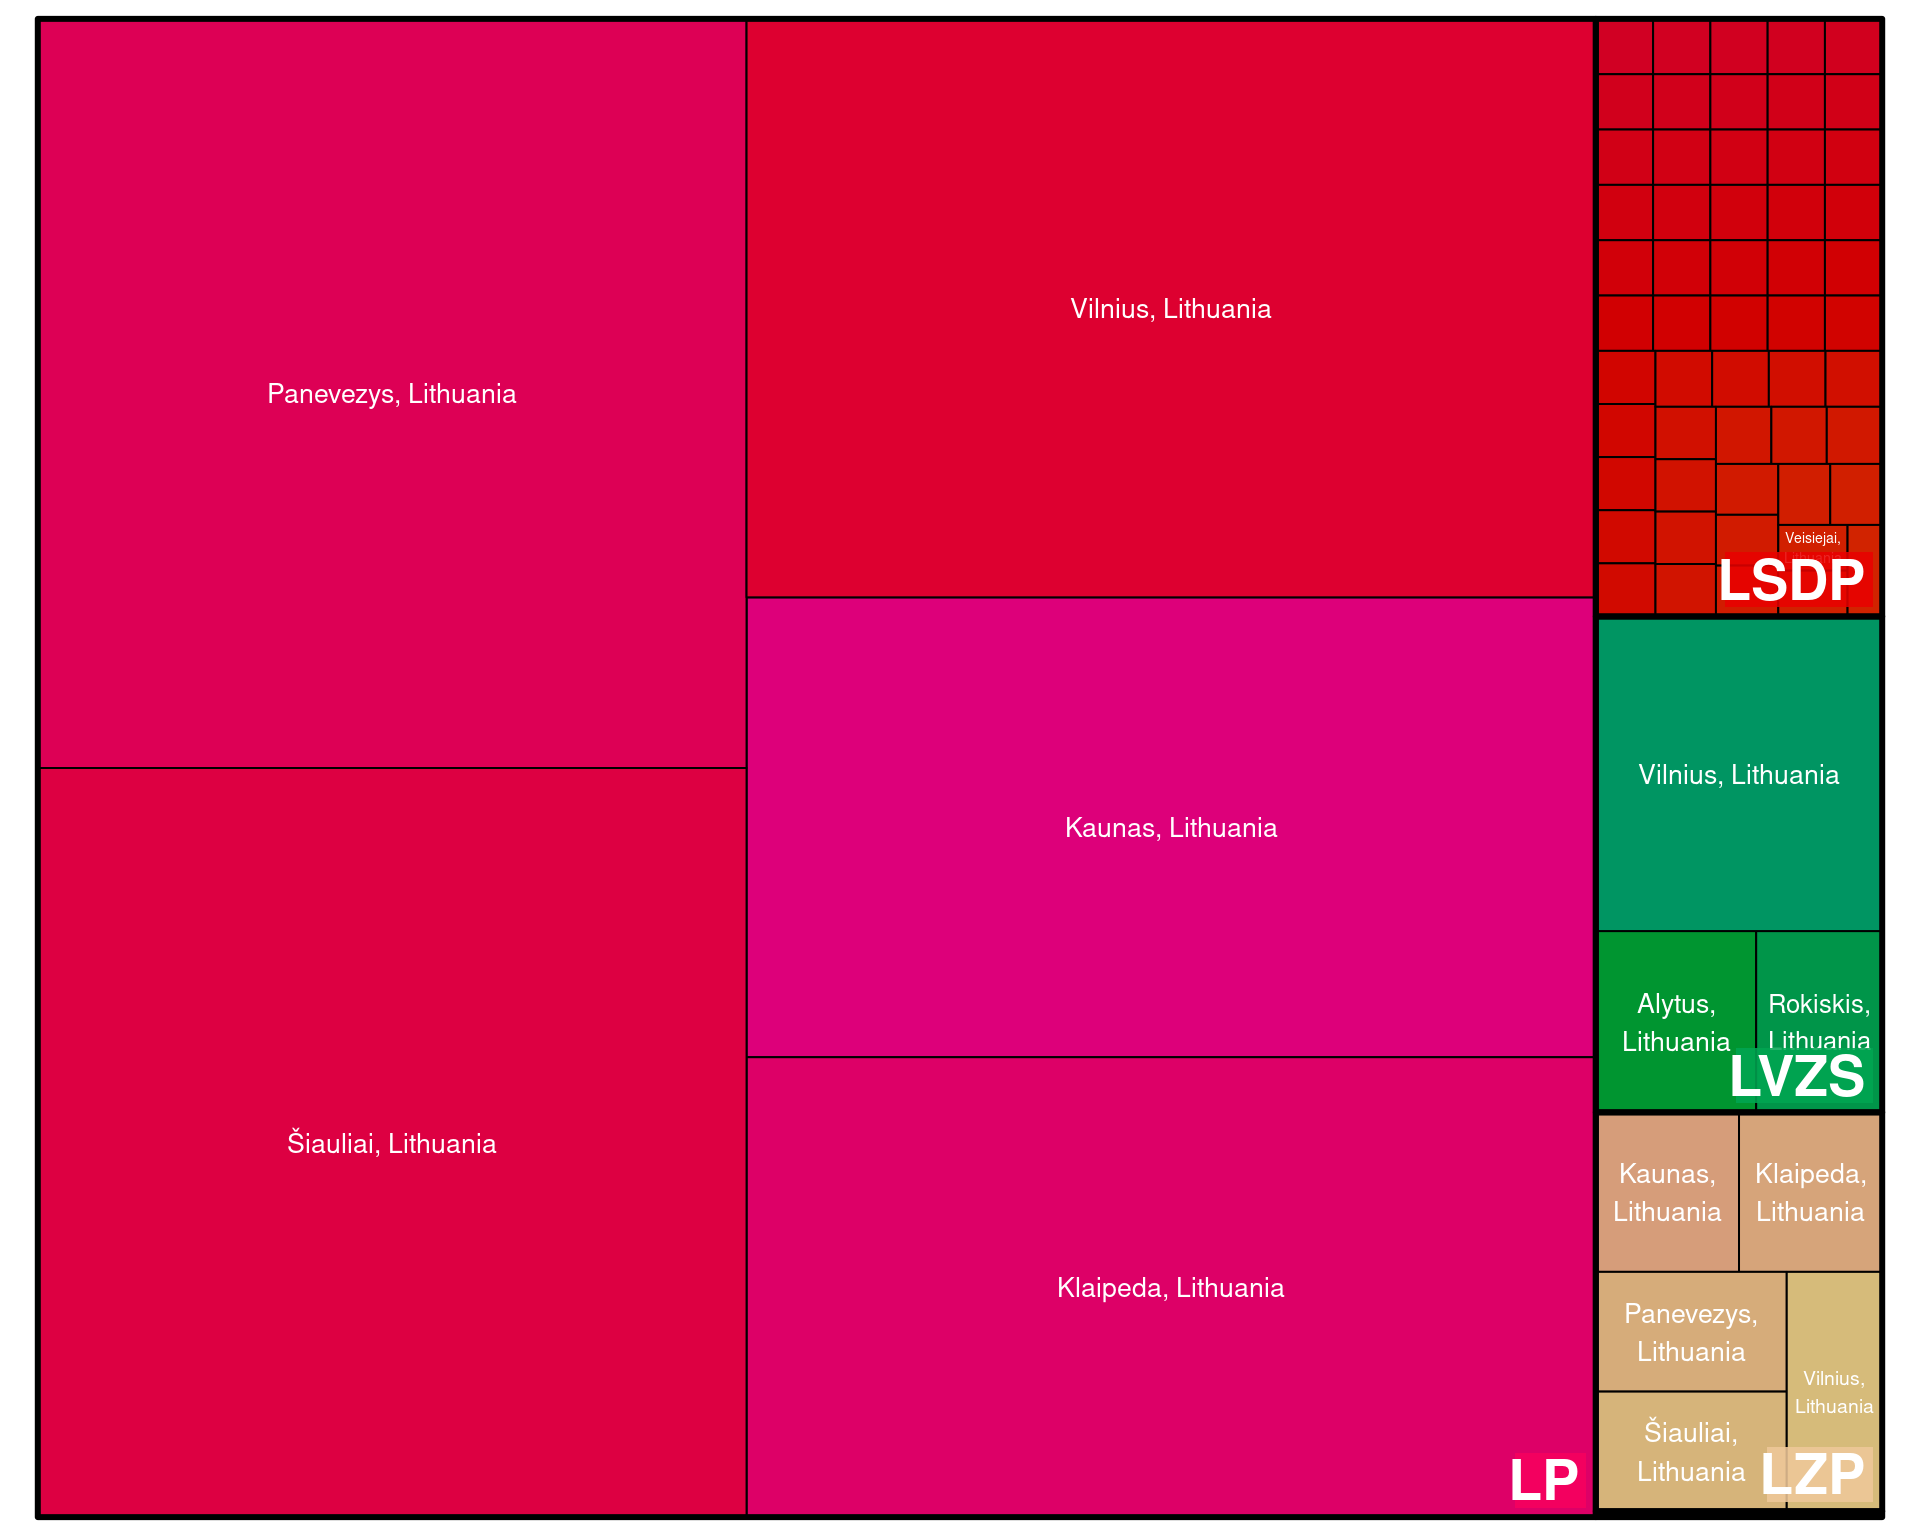 Panevezys, Lithuania
Šiauliai, Lithuania
Vilnius, Lithuania
Kaunas, Lithuania
Klaipeda, Lithuania
LP
Veisiejai,
Lithuania
LSDP
Vilnius, Lithuania
Alytus,
Lithuania
Rokiskis,
Lithuania
LVZS
Kaunas,
Lithuania
Klaipeda,
Lithuania
Panevezys,
Lithuania
Šiauliai,
Lithuania
Vilnius,
Lithuania
LZP